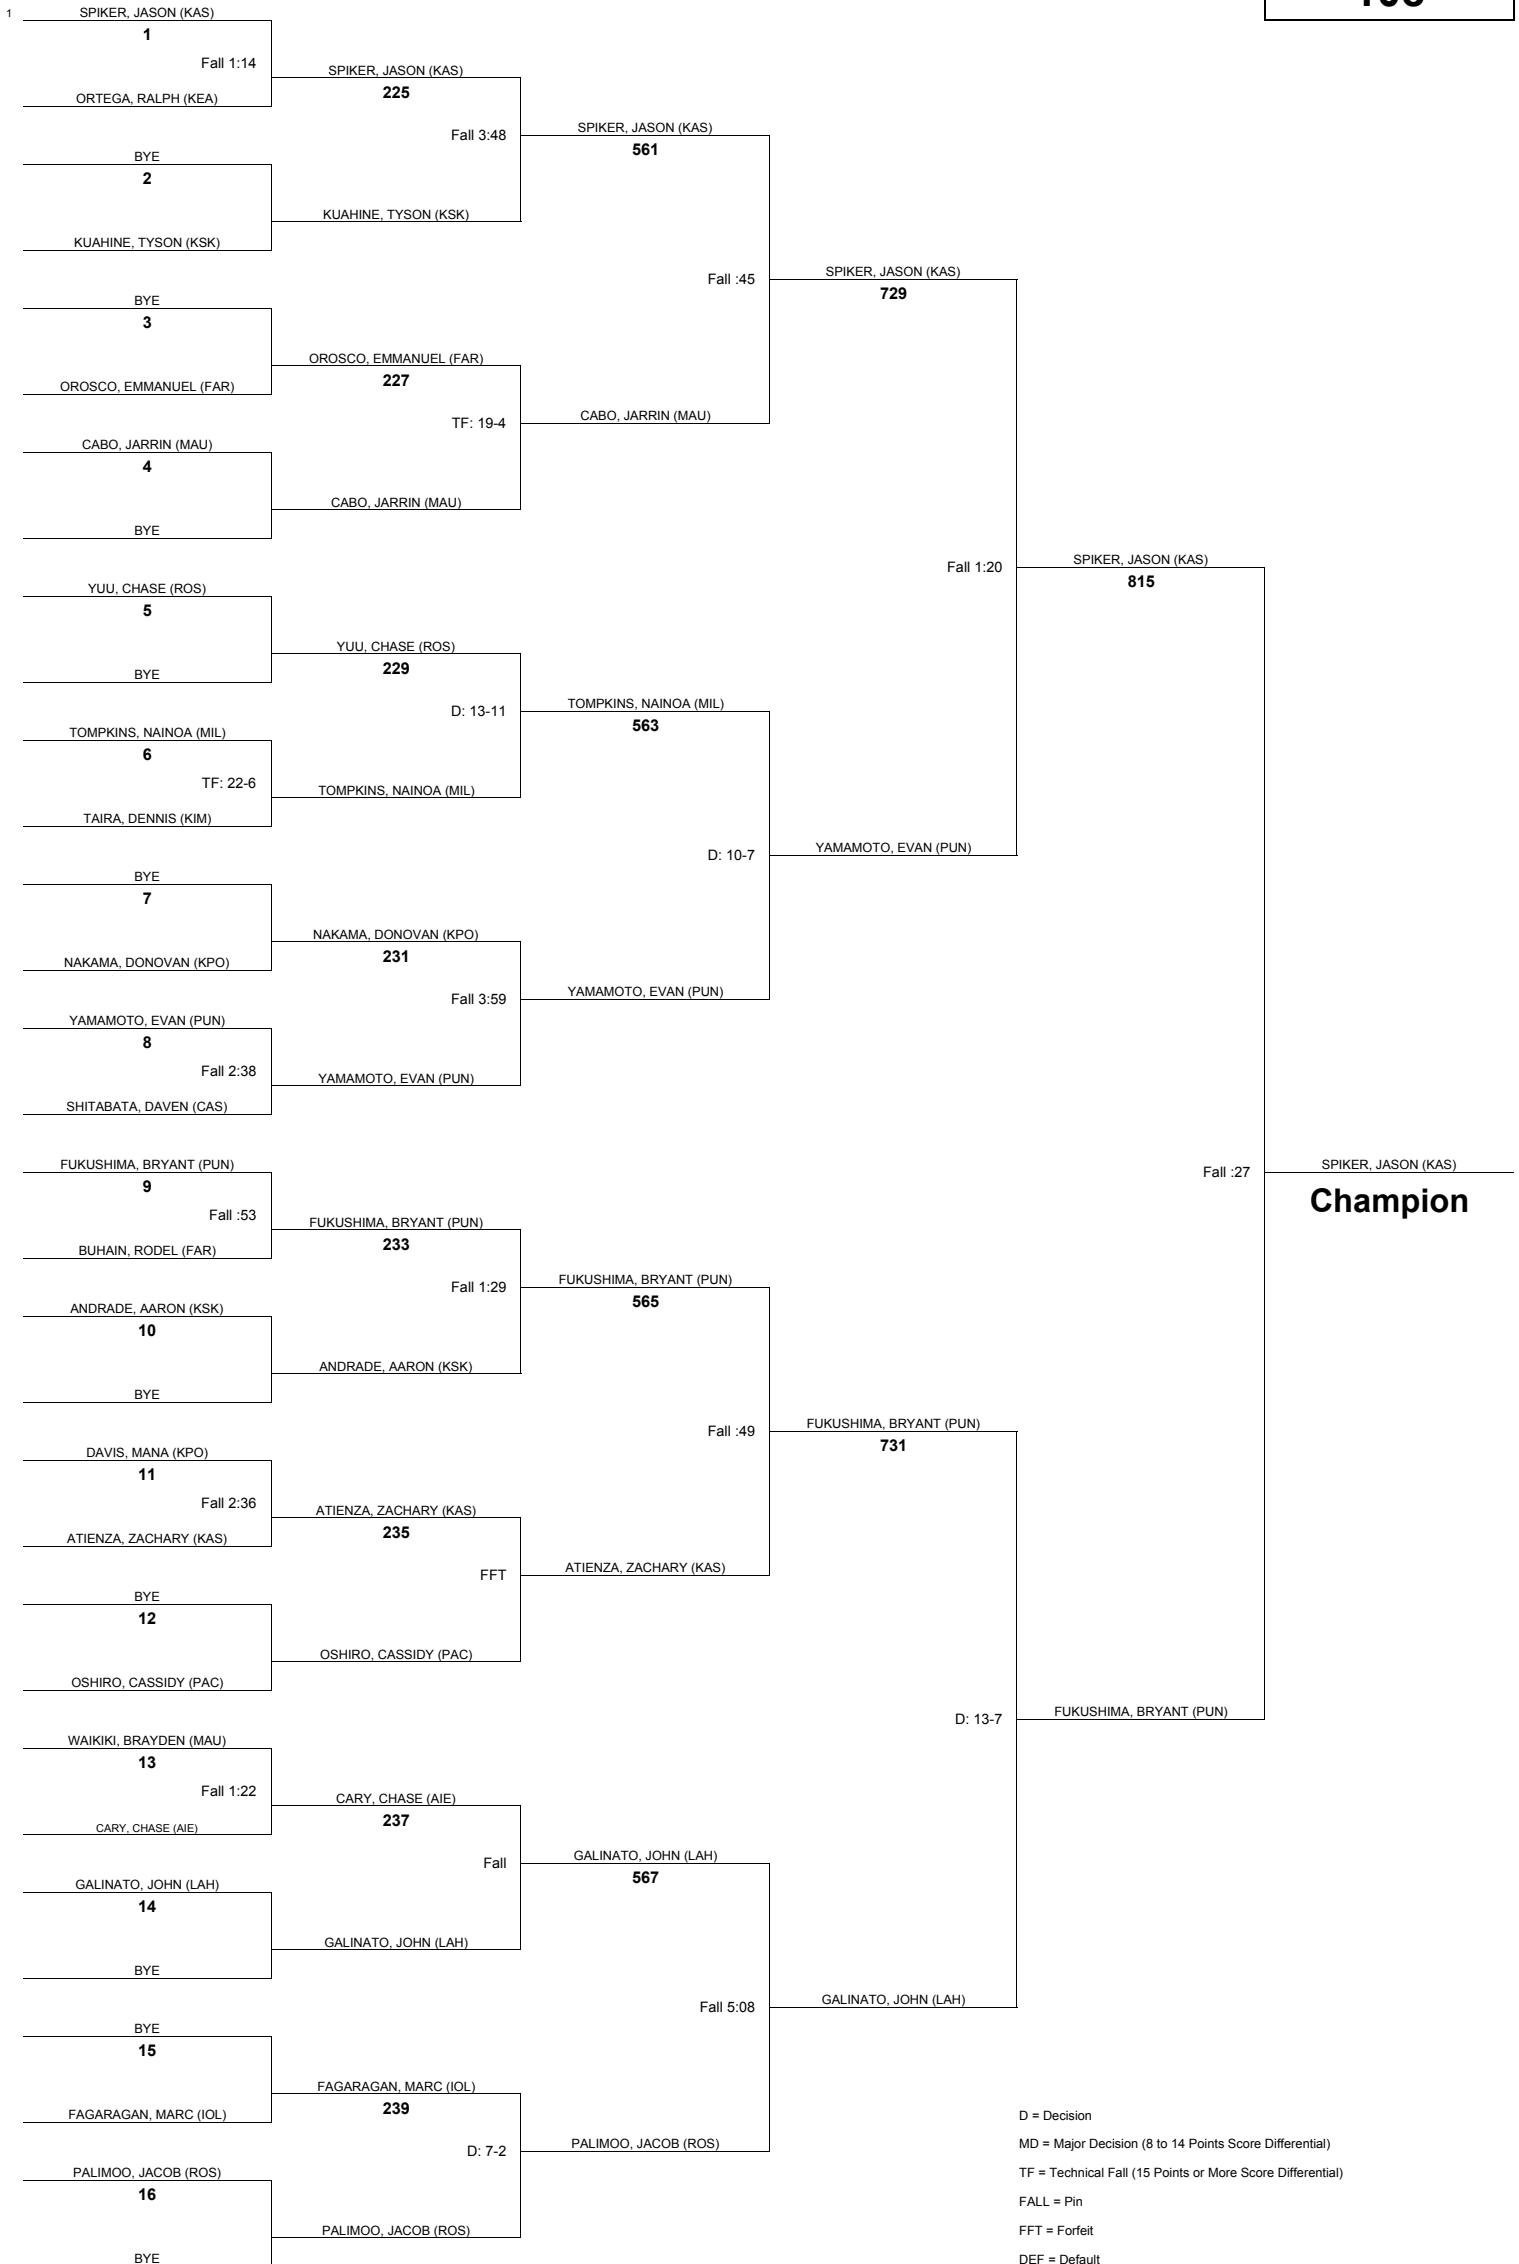 1
SPIKER, JASON (KAS)
1
Fall 1:14
ORTEGA, RALPH (KEA)
BYE
2
KUAHINE, TYSON (KSK)
BYE
3
OROSCO, EMMANUEL (FAR)
CABO, JARRIN (MAU)
4
BYE
YUU, CHASE (ROS)
5
BYE
TOMPKINS, NAINOA (MIL)
6
TF: 22-6
TAIRA, DENNIS (KIM)
BYE
7
NAKAMA, DONOVAN (KPO)
YAMAMOTO, EVAN (PUN)
8
Fall 2:38
SHITABATA, DAVEN (CAS)
FUKUSHIMA, BRYANT (PUN)
9
Fall :53
BUHAIN, RODEL (FAR)
ANDRADE, AARON (KSK)
10
BYE
DAVIS, MANA (KPO)
11
Fall 2:36
ATIENZA, ZACHARY (KAS)
BYE
12
OSHIRO, CASSIDY (PAC)
WAIKIKI, BRAYDEN (MAU)
13
Fall 1:22
CARY, CHASE (AIE)
GALINATO, JOHN (LAH)
14
BYE
BYE
15
FAGARAGAN, MARC (IOL)
PALIMOO, JACOB (ROS)
16
BYE
SPIKER, JASON (KAS)
225
Fall 3:48
KUAHINE, TYSON (KSK)
OROSCO, EMMANUEL (FAR)
227
TF: 19-4
CABO, JARRIN (MAU)
YUU, CHASE (ROS)
229
D: 13-11
TOMPKINS, NAINOA (MIL)
NAKAMA, DONOVAN (KPO)
231
Fall 3:59
YAMAMOTO, EVAN (PUN)
FUKUSHIMA, BRYANT (PUN)
233
Fall 1:29
ANDRADE, AARON (KSK)
ATIENZA, ZACHARY (KAS)
235
FFT
OSHIRO, CASSIDY (PAC)
CARY, CHASE (AIE)
237
Fall
GALINATO, JOHN (LAH)
FAGARAGAN, MARC (IOL)
239
D: 7-2
PALIMOO, JACOB (ROS)
SPIKER, JASON (KAS)
561
Fall :45
CABO, JARRIN (MAU)
TOMPKINS, NAINOA (MIL)
563
D: 10-7
YAMAMOTO, EVAN (PUN)
FUKUSHIMA, BRYANT (PUN)
565
Fall :49
ATIENZA, ZACHARY (KAS)
GALINATO, JOHN (LAH)
567
Fall 5:08
PALIMOO, JACOB (ROS)
SPIKER, JASON (KAS)
729
Fall 1:20
YAMAMOTO, EVAN (PUN)
FUKUSHIMA, BRYANT (PUN)
731
D: 13-7
GALINATO, JOHN (LAH)
SPIKER, JASON (KAS)
815
Fall :27
FUKUSHIMA, BRYANT (PUN)
SPIKER, JASON (KAS)
Champion
D = Decision
MD = Major Decision (8 to 14 Points Score Differential)
TF = Technical Fall (15 Points or More Score Differential)
FALL = Pin
FFT = Forfeit
DEF = Default